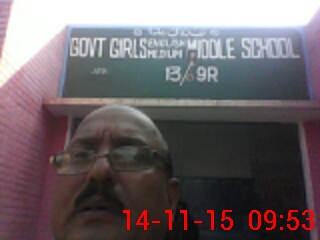 GOVT GIRLS ENGLISH MEDIUM MIDDLE SCHOOL
13/ 9R
14-11-15 09:53